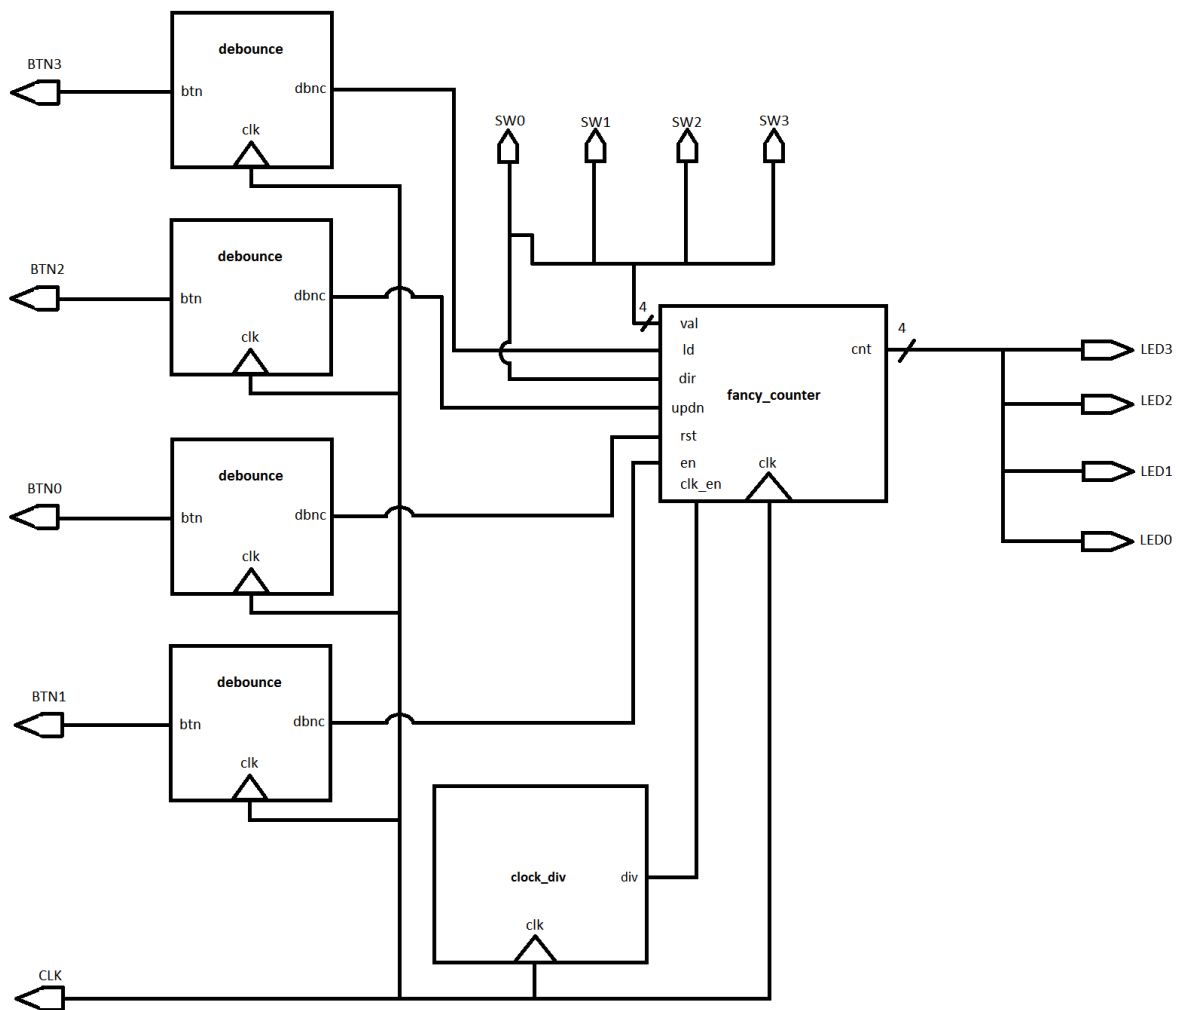 debounce
BTN3
btn
dbnc
clk
SW0
SW1
SW2
SW3
debounce
BTN2
btn
dbnc
clk
4
val
ld
dir
updn
rst
en
clk_en
fancy_counter
clk
cnt
4
LED3
LED2
LED1
LED0
debounce
BTN0
btn
dbnc
clk
debounce
BTN1
btn
dbnc
clk
clock_div
div
clk
CLK